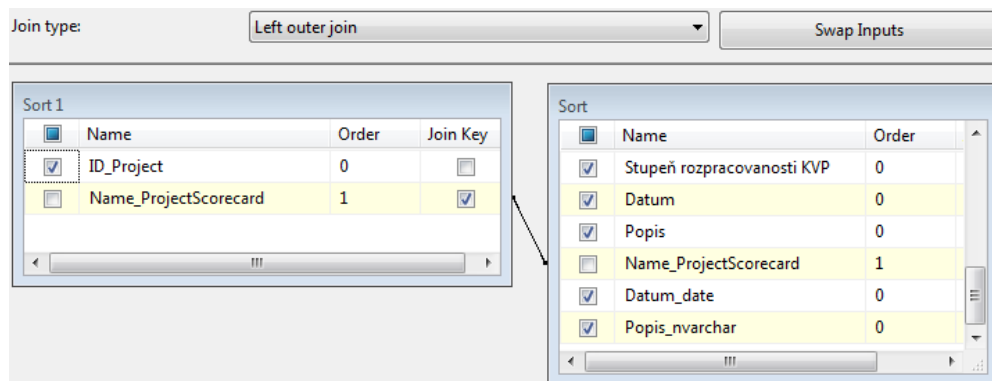 Join type: Left outer join Swap Inputs
Sort 1
Name Order Join Key
ID_Project 0
Name_ProjectScorecard 1
Sort
Name Order
Stupeň rozpracovanosti KVP 0
Datum 0
Popis 0
Name_ProjectScorecard 1
Datum_date 0
Popis_nvarchar 0